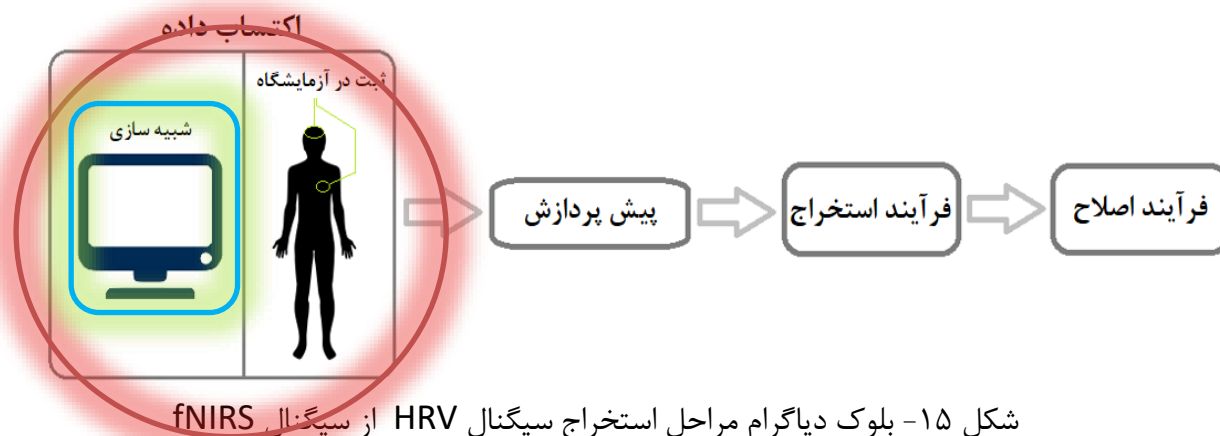 اکتساب داده
ثبت در آزمایشگاه
شبیه سازی
پیش پردازش
فرآیند استخراج
فرآیند اصلاح
شکل ۱۵- بلوک دیاگرام مراحل استخراج سیگنال HRV از سیگنال fNIRS